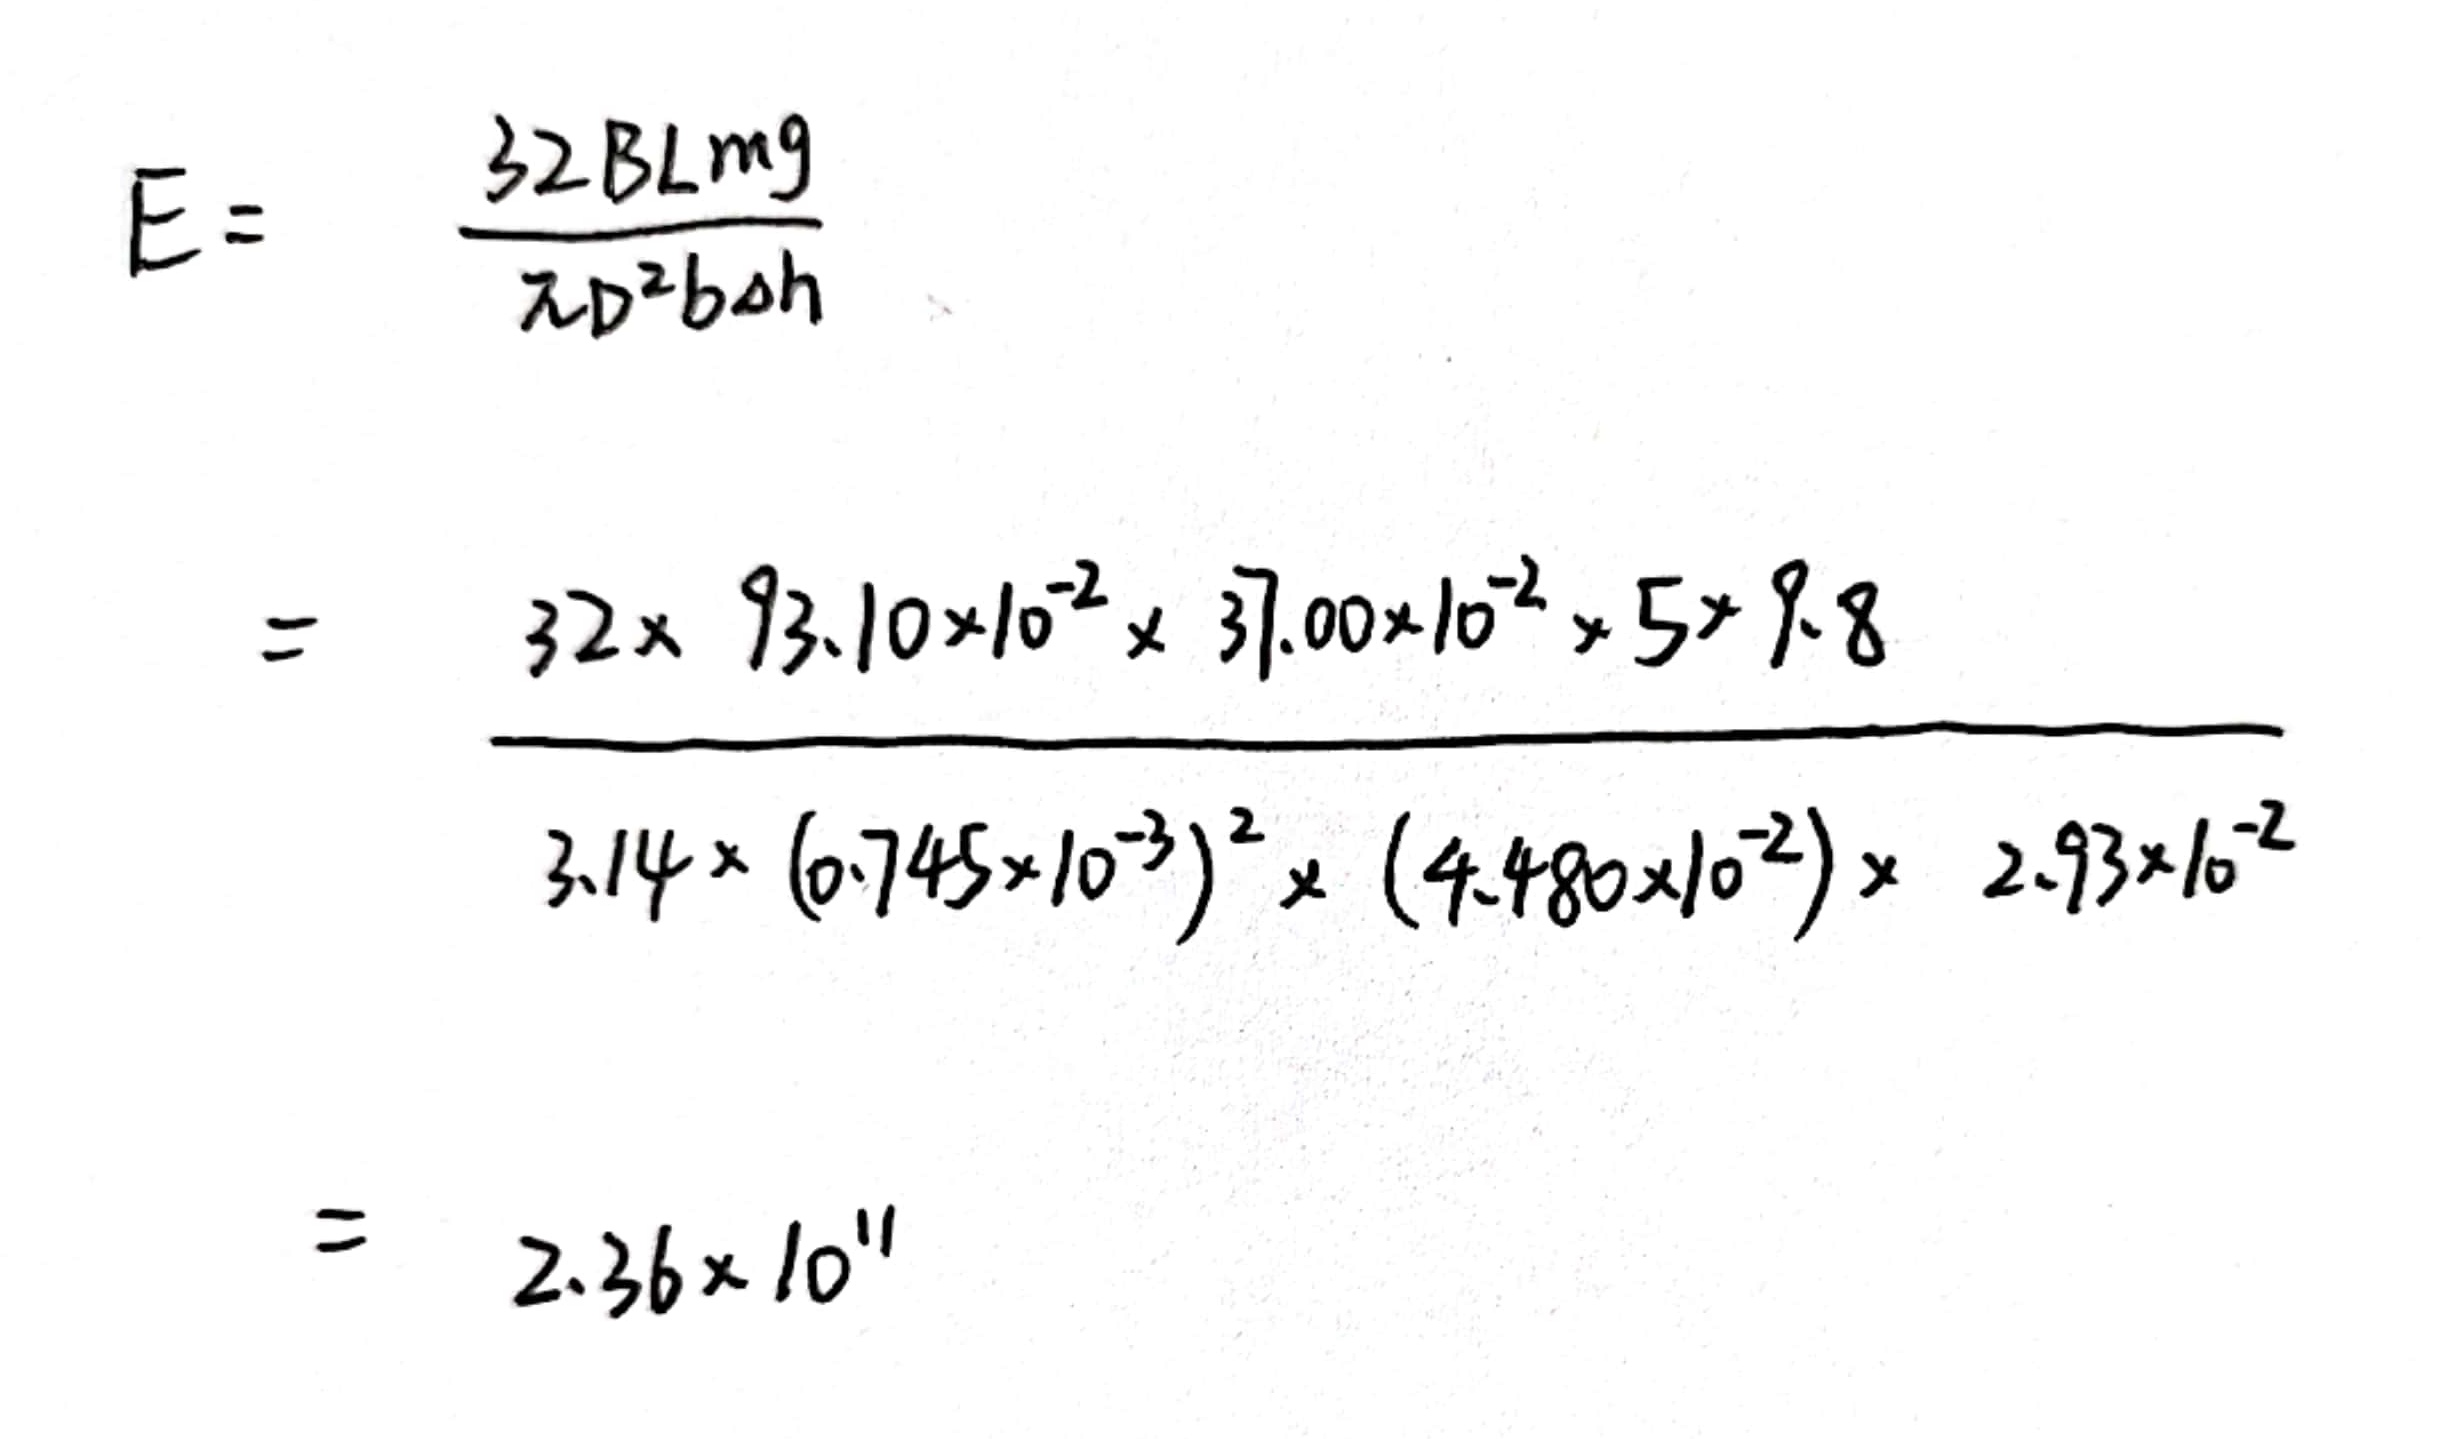 E = 32BLmg / πD²bΔh
= 32 × 93.10×10⁻² × 37.00×10⁻² × 5 × 9.8 / 3.14 × (0.745×10⁻³)² × (4.480×10⁻²) × 2.93×10⁻²
= 2.36×10¹¹